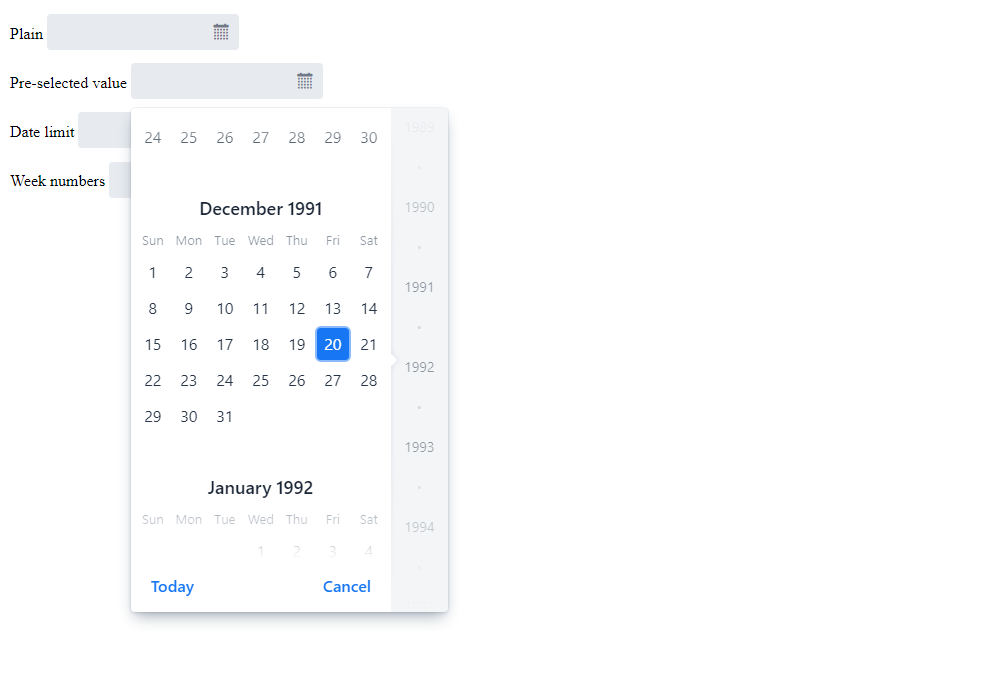 Plain
Pre-selected value
Date limit
Week numbers
24 25 26 27 28 29 30
December 1991
Sun Mon Tue Wed Thu Fri Sat
1 2 3 4 5 6 7
8 9 10 11 12 13 14
15 16 17 18 19 20 21
22 23 24 25 26 27 28
29 30 31
January 1992
Sun Mon Tue Wed Thu Fri Sat
1 2 3 4
Today Cancel
1989
1990
1991
1992
1993
1994